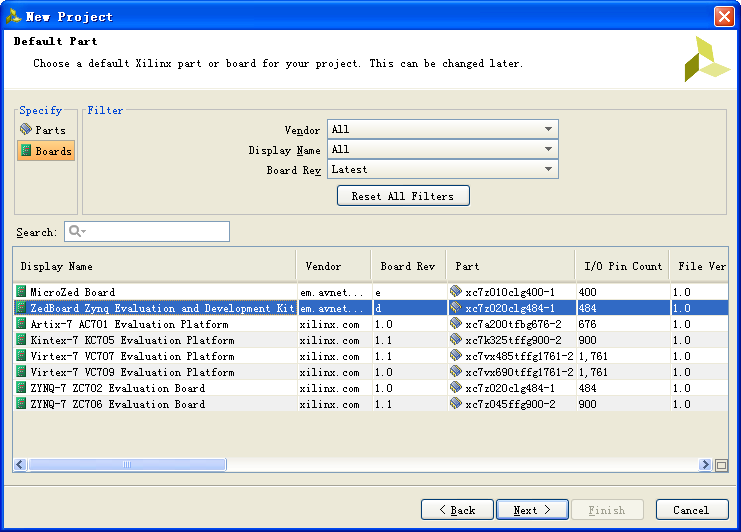 New Project
Default Part
Choose a default Xilinx part or board for your project. This can be changed later.
Specify
Parts
Boards
Filter
Vendor All
Display Name All
Board Rev Latest
Reset All Filters
Search:
Display Name Vendor Board Rev Part I/O Pin Count File Ver
MicroZed Board em.avnet... e xc7z010clg400-1 400 1.0
ZedBoard Zynq Evaluation and Development Kit em.avnet... d xc7z020clg484-1 484 1.0
Artix-7 AC701 Evaluation Platform xilinx.com 1.0 xc7a200tfbg676-2 676 1.0
Kintex-7 KC705 Evaluation Platform xilinx.com 1.1 xc7k325tffg900-2 900 1.0
Virtex-7 VC707 Evaluation Platform xilinx.com 1.1 xc7vx485tffg1761-2 1,761 1.0
Virtex-7 VC709 Evaluation Platform xilinx.com 1.0 xc7vx690tffg1761-2 1,761 1.0
ZYNQ-7 ZC702 Evaluation Board xilinx.com 1.0 xc7z020clg484-1 484 1.0
ZYNQ-7 ZC706 Evaluation Board xilinx.com 1.1 xc7z045ffg900-2 900 1.0
< Back Next > Finish Cancel